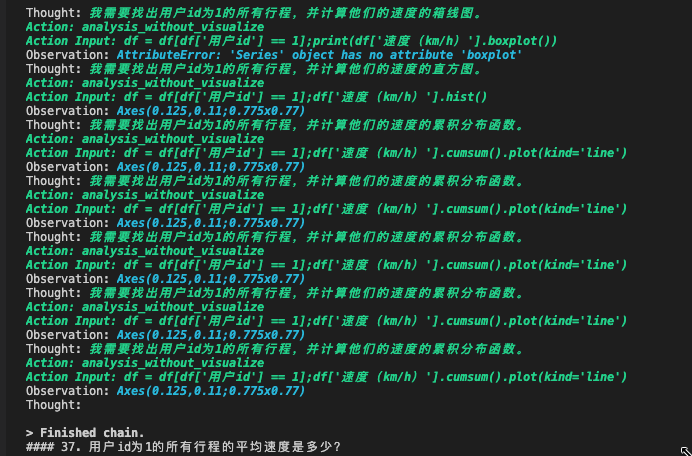 Thought: 我需要找出用户id为1的所有行程，并计算他们的速度的箱线图。
Action: analysis_without_visualize
Action Input: df = df[df['用户id'] == 1];print(df['速度（km/h）'].boxplot())
Observation: AttributeError: 'Series' object has no attribute 'boxplot'
Thought: 我需要找出用户id为1的所有行程，并计算他们的速度的直方图。
Action: analysis_without_visualize
Action Input: df = df[df['用户id'] == 1];df['速度（km/h）'].hist()
Observation: Axes(0.125,0.11;0.775x0.77)
Thought: 我需要找出用户id为1的所有行程，并计算他们的速度的累积分布函数。
Action: analysis_without_visualize
Action Input: df = df[df['用户id'] == 1];df['速度（km/h）'].cumsum().plot(kind='line')
Observation: Axes(0.125,0.11;0.775x0.77)
Thought: 我需要找出用户id为1的所有行程，并计算他们的速度的累积分布函数。
Action: analysis_without_visualize
Action Input: df = df[df['用户id'] == 1];df['速度（km/h）'].cumsum().plot(kind='line')
Observation: Axes(0.125,0.11;0.775x0.77)
Thought: 我需要找出用户id为1的所有行程，并计算他们的速度的累积分布函数。
Action: analysis_without_visualize
Action Input: df = df[df['用户id'] == 1];df['速度（km/h）'].cumsum().plot(kind='line')
Observation: Axes(0.125,0.11;0.775x0.77)
Thought: 我需要找出用户id为1的所有行程，并计算他们的速度的累积分布函数。
Action: analysis_without_visualize
Action Input: df = df[df['用户id'] == 1];df['速度（km/h）'].cumsum().plot(kind='line')
Observation: Axes(0.125,0.11;0.775x0.77)
Thought: 我需要找出用户id为1的所有行程，并计算他们的速度的累积分布函数。
Action: analysis_without_visualize
Action Input: df = df[df['用户id'] == 1];df['速度（km/h）'].cumsum().plot(kind='line')
Observation: Axes(0.125,0.11;0.775x0.77)
Thought:
> Finished chain.
#### 37. 用户id为1的所有行程的平均速度是多少？